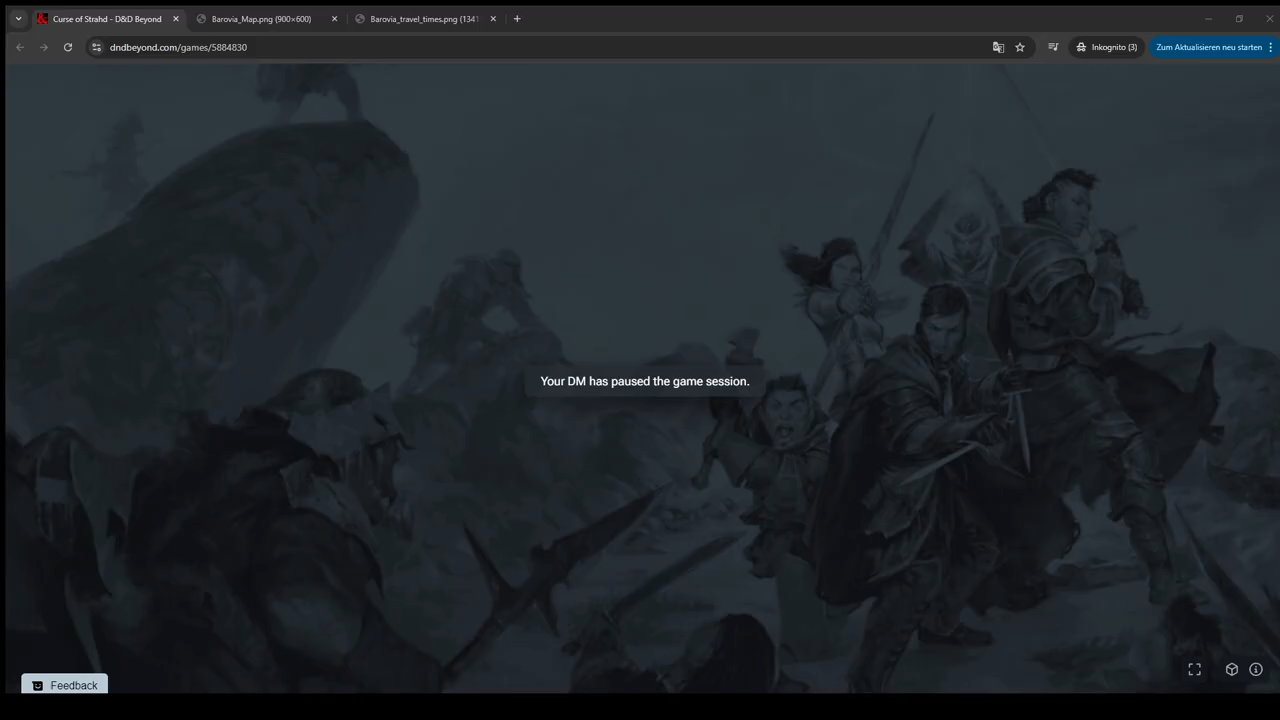 Curse of Strahd - D&D Beyond
Barovia_Map.png (900×600)
Barovia_travel_times.png (1341
dndbeyond.com/games/5884830
Inkognito (3)
Zum Aktualisieren neu starten
Your DM has paused the game session.
Feedback